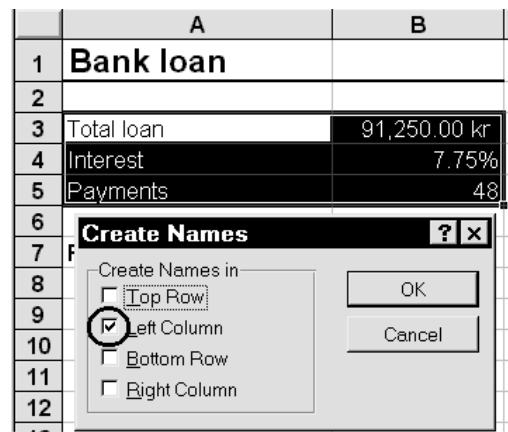 A B
1 Bank loan
2
3 Total loan 91,250.00 kr
4 Interest 7.75%
5 Payments 48
6
Create Names ? ×
7
Create Names in
8
Top Row OK
9
Left Column
10 Cancel
Bottom Row
11
Right Column
12